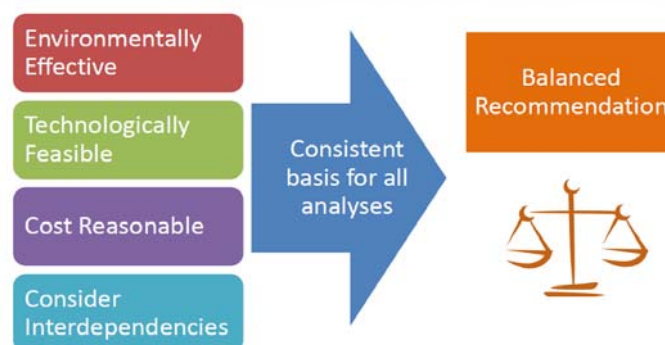 Environmentally
Effective
Technologically
Feasible
Cost Reasonable
Consider
Interdependencies
Consistent
basis for all
analyses
Balanced
Recommendation